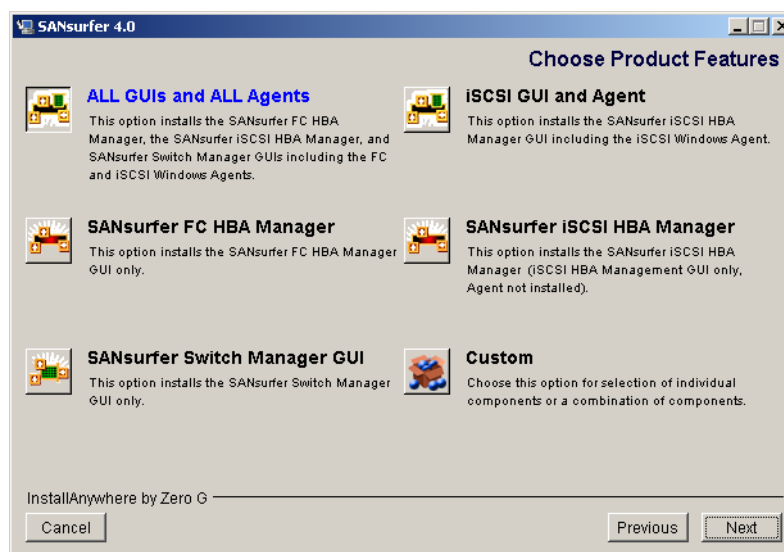 SANsurfer 4.0
Choose Product Features
ALL GUIs and ALL Agents
This option installs the SANsurfer FC HBA
Manager, the SANsurfer iSCSI HBA Manager, and
SANsurfer Switch Manager GUIs including the FC
and iSCSI Windows Agents.
iSCSI GUI and Agent
This option installs the SANsurfer iSCSI HBA
Manager GUI including the iSCSI Windows Agent.
SANsurfer FC HBA Manager
This option installs the SANsurfer FC HBA Manager
GUI only.
SANsurfer iSCSI HBA Manager
This option installs the SANsurfer iSCSI HBA
Manager (iSCSI HBA Management GUI only,
Agent not installed).
SANsurfer Switch Manager GUI
This option installs the SANsurfer Switch Manager
GUI only.
Custom
Choose this option for selection of individual
components or a combination of components.
InstallAnywhere by Zero G
Cancel
Previous
Next